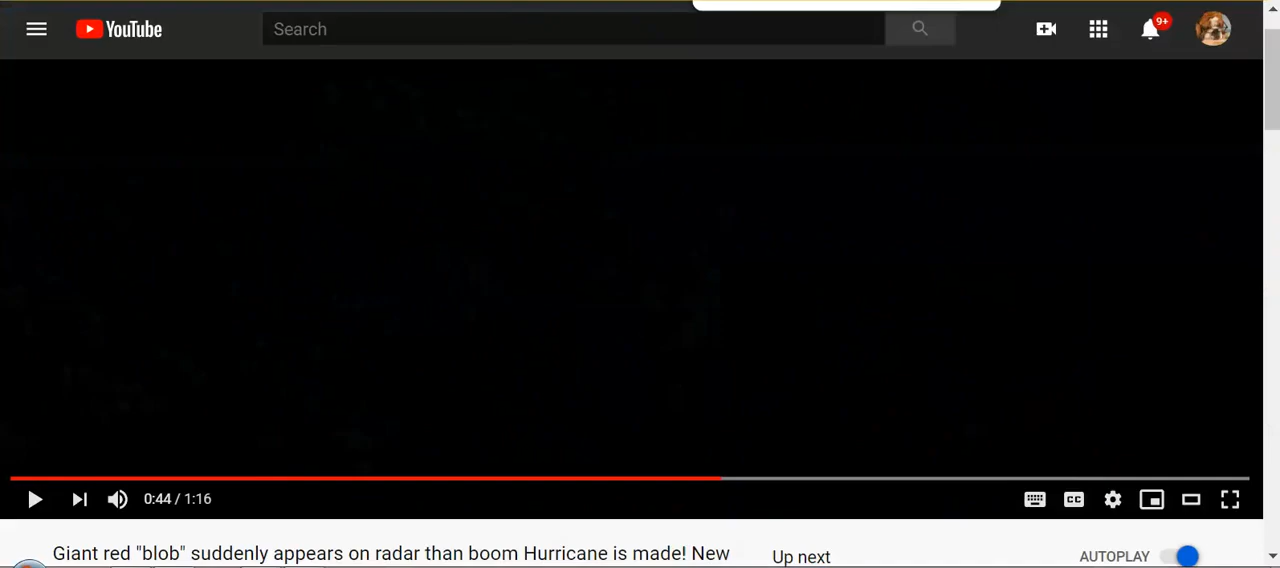 YouTube
Search
9+
0:44 / 1:16
CC
Giant red "blob" suddenly appears on radar than boom Hurricane is made! New
Up next
AUTOPLAY